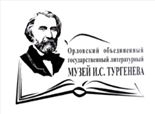 Орловский объединенный
государственный литературный
МУЗЕЙ И.С. ТУРГЕНЕВА